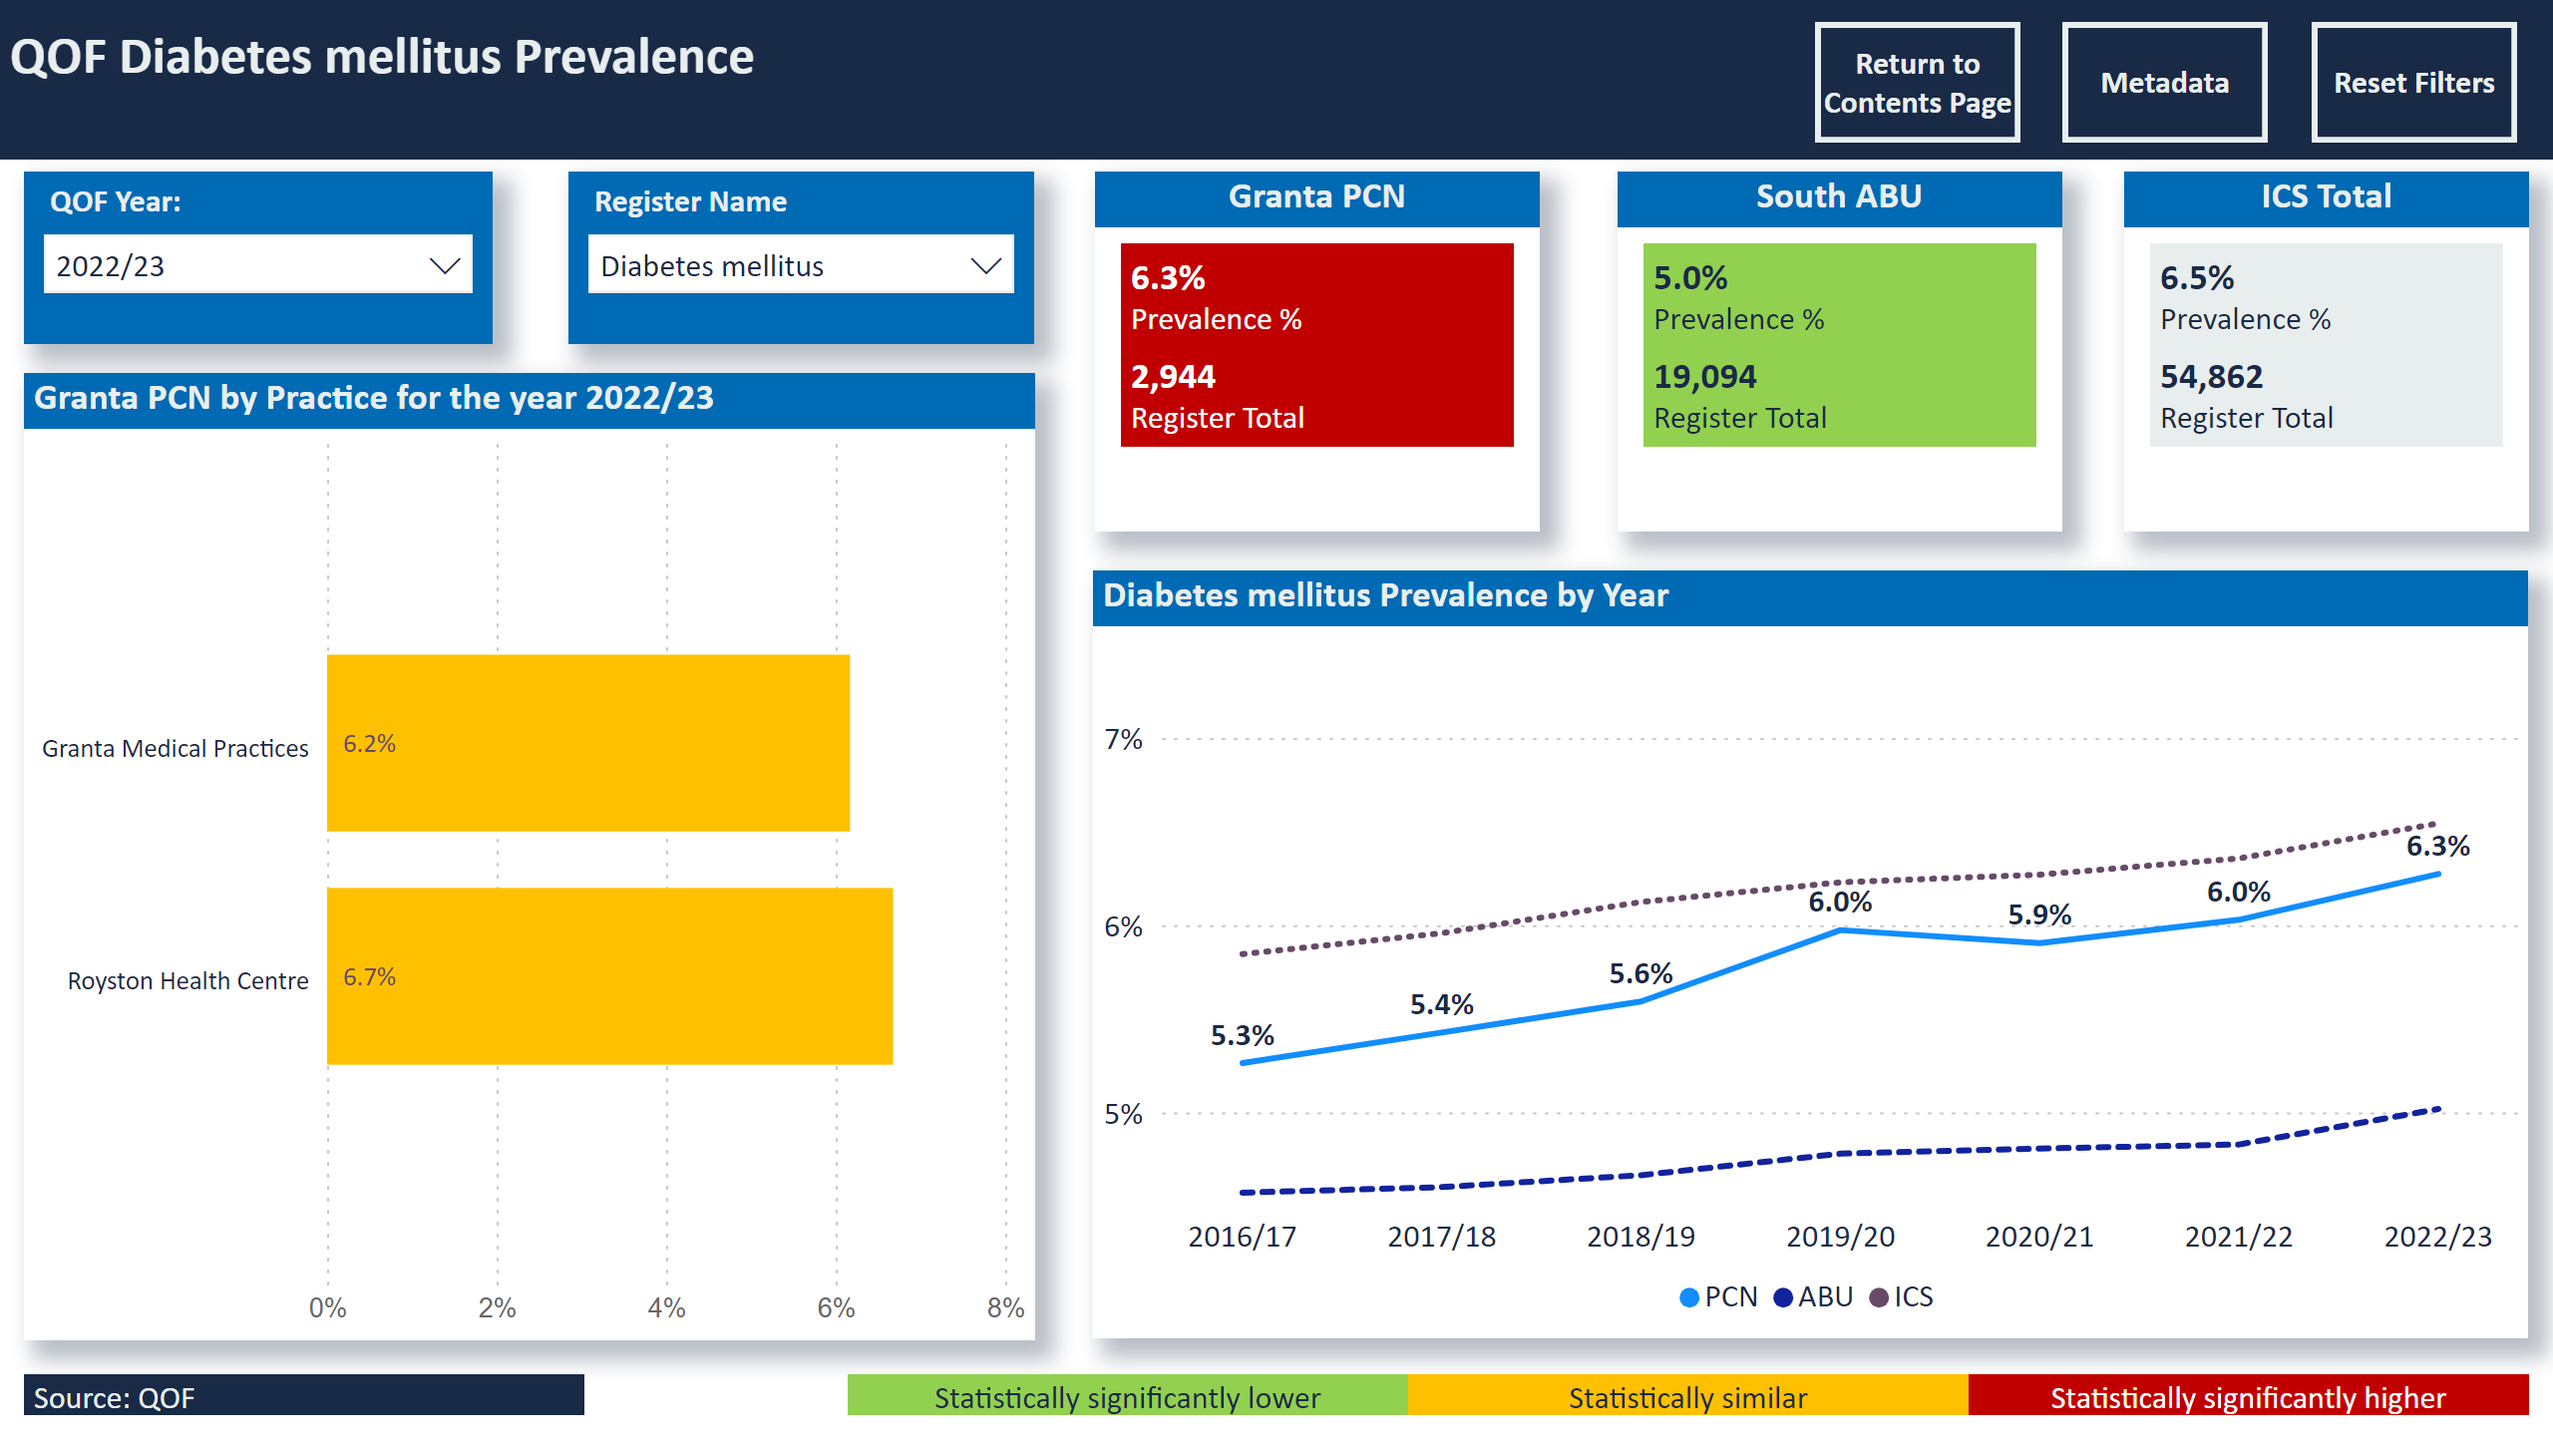 QOF Diabetes mellitus Prevalence
Return to
Contents Page
Metadata
Reset Filters
QOF Year:
2022/23
Register Name
Diabetes mellitus
Granta PCN
6.3%
Prevalence %
2,944
Register Total
South ABU
5.0%
Prevalence %
19,094
Register Total
ICS Total
6.5%
Prevalence %
54,862
Register Total
Granta PCN by Practice for the year 2022/23
Granta Medical Practices
6.2%
Royston Health Centre
6.7%
0% 2% 4% 6% 8%
Diabetes mellitus Prevalence by Year
7%
6%
5%
5.3%
5.4%
5.6%
6.0%
5.9%
6.0%
6.3%
2016/17 2017/18 2018/19 2019/20 2020/21 2021/22 2022/23
PCN ABU ICS
Source: QOF
Statistically significantly lower
Statistically similar
Statistically significantly higher